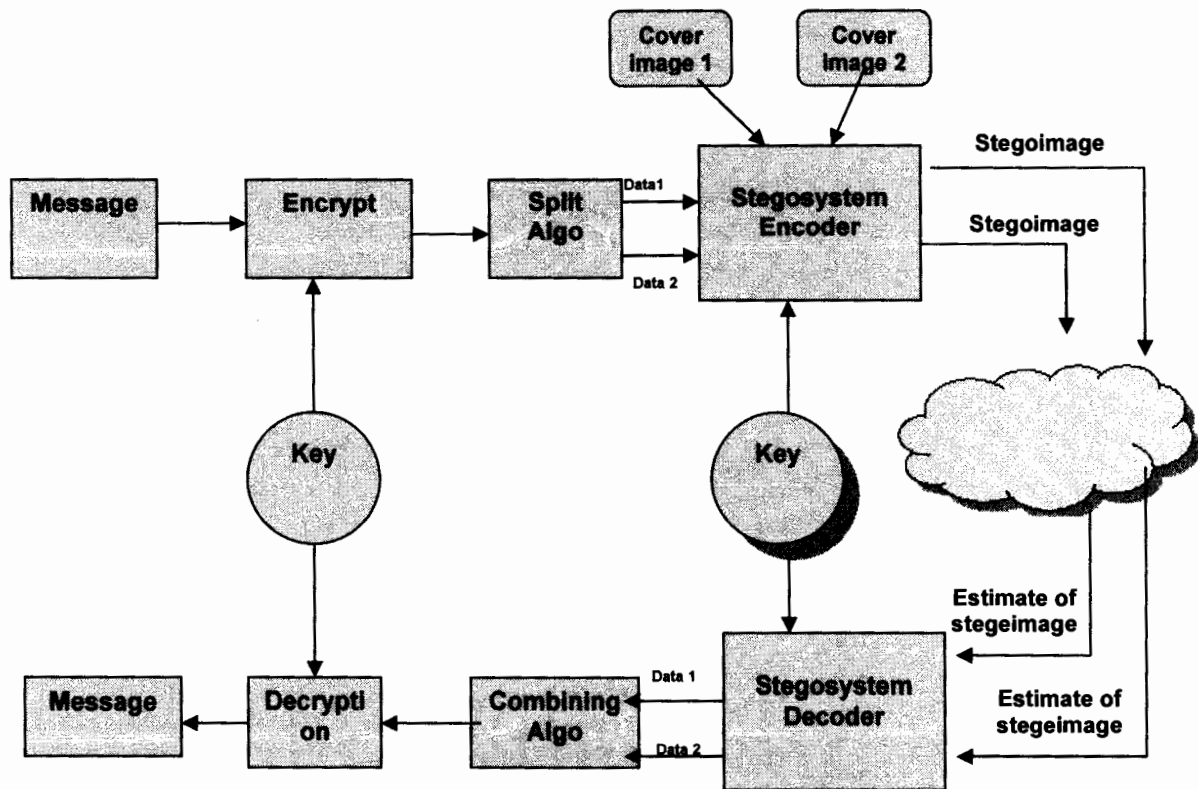 Cover
image 1
Cover
image 2
Stegoimage
Message
Encrypt
Split
Algo
Data1
Data 2
Stegosystem
Encoder
Stegoimage
Key
Key
Estimate of
stegeimage
Message
Decrypti
on
Combining
Algo
Data 1
Data 2
Stegosystem
Decoder
Estimate of
stegeimage